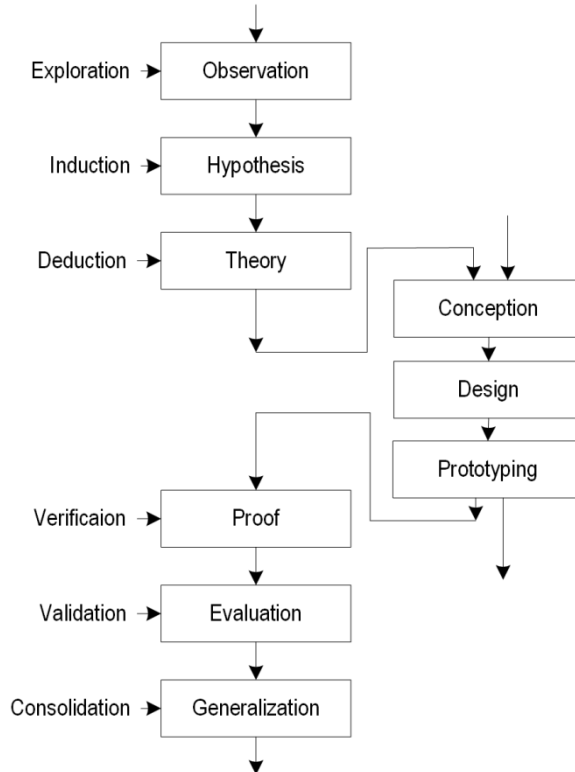 Exploration
Observation
Induction
Hypothesis
Deduction
Theory
Conception
Design
Prototyping
Verificaion
Proof
Validation
Evaluation
Consolidation
Generalization